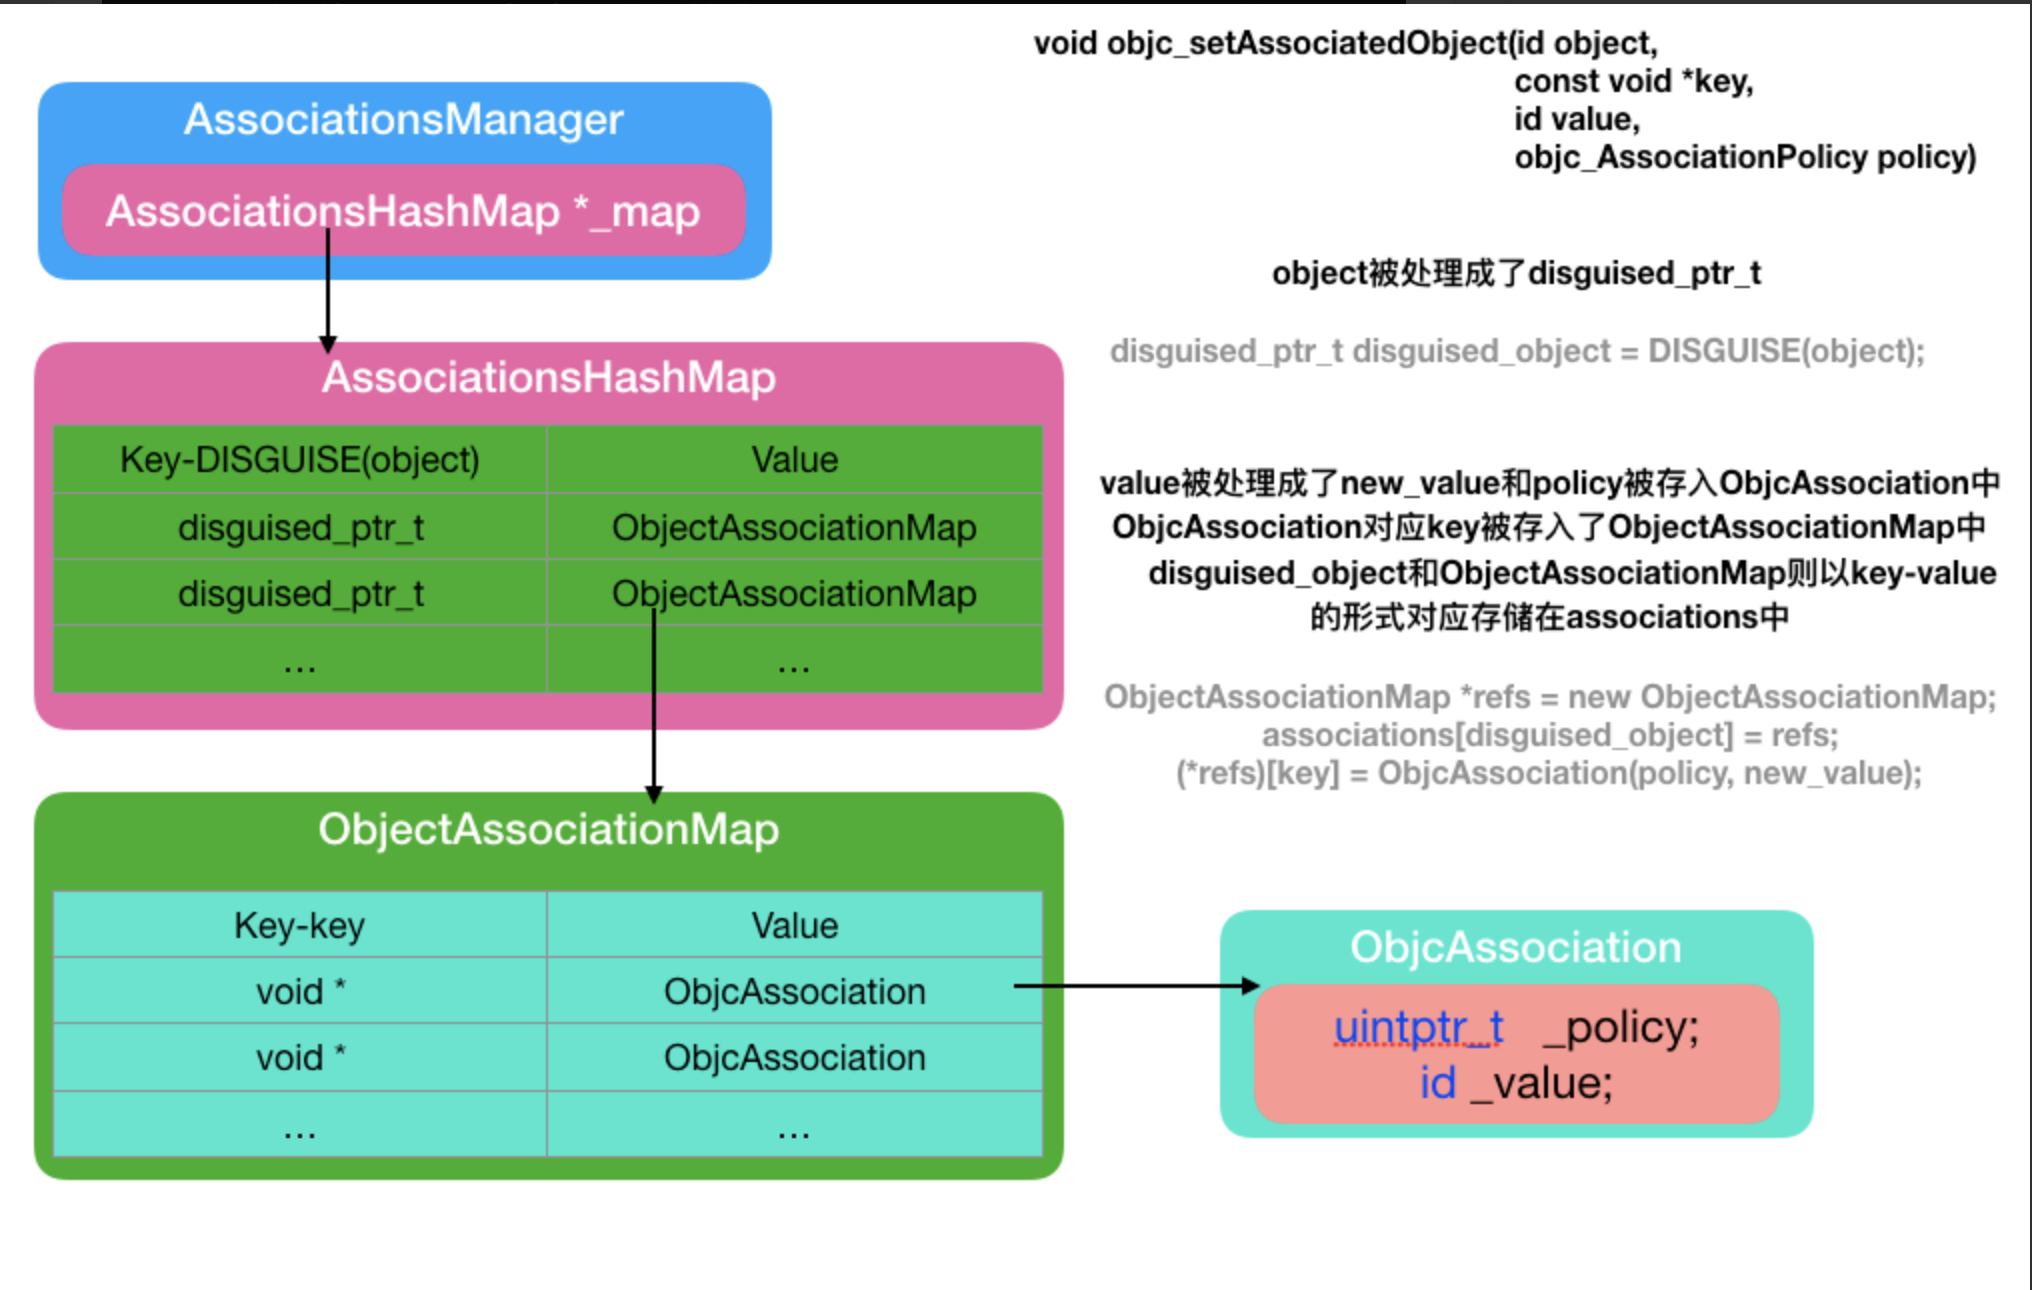 void objc_setAssociatedObject(id object,
const void *key,
id value,
objc_AssociationPolicy policy)
AssociationsManager
AssociationsHashMap *_map
object被处理成了disguised_ptr_t
disguised_ptr_t disguised_object = DISGUISE(object);
AssociationsHashMap
Key-DISGUISE(object) Value
disguised_ptr_t ObjectAssociationMap
disguised_ptr_t ObjectAssociationMap
... ...
value被处理成了new_value和policy被存入ObjcAssociation中
ObjcAssociation对应key被存入了ObjectAssociationMap中
disguised_object和ObjectAssociationMap则以key-value
的形式对应存储在associations中
ObjectAssociationMap *refs = new ObjectAssociationMap;
associations[disguised_object] = refs;
(*refs)[key] = ObjcAssociation(policy, new_value);
ObjectAssociationMap
Key-key Value
void * ObjcAssociation
void * ObjcAssociation
... ...
ObjcAssociation
uintptr_t _policy;
id _value;